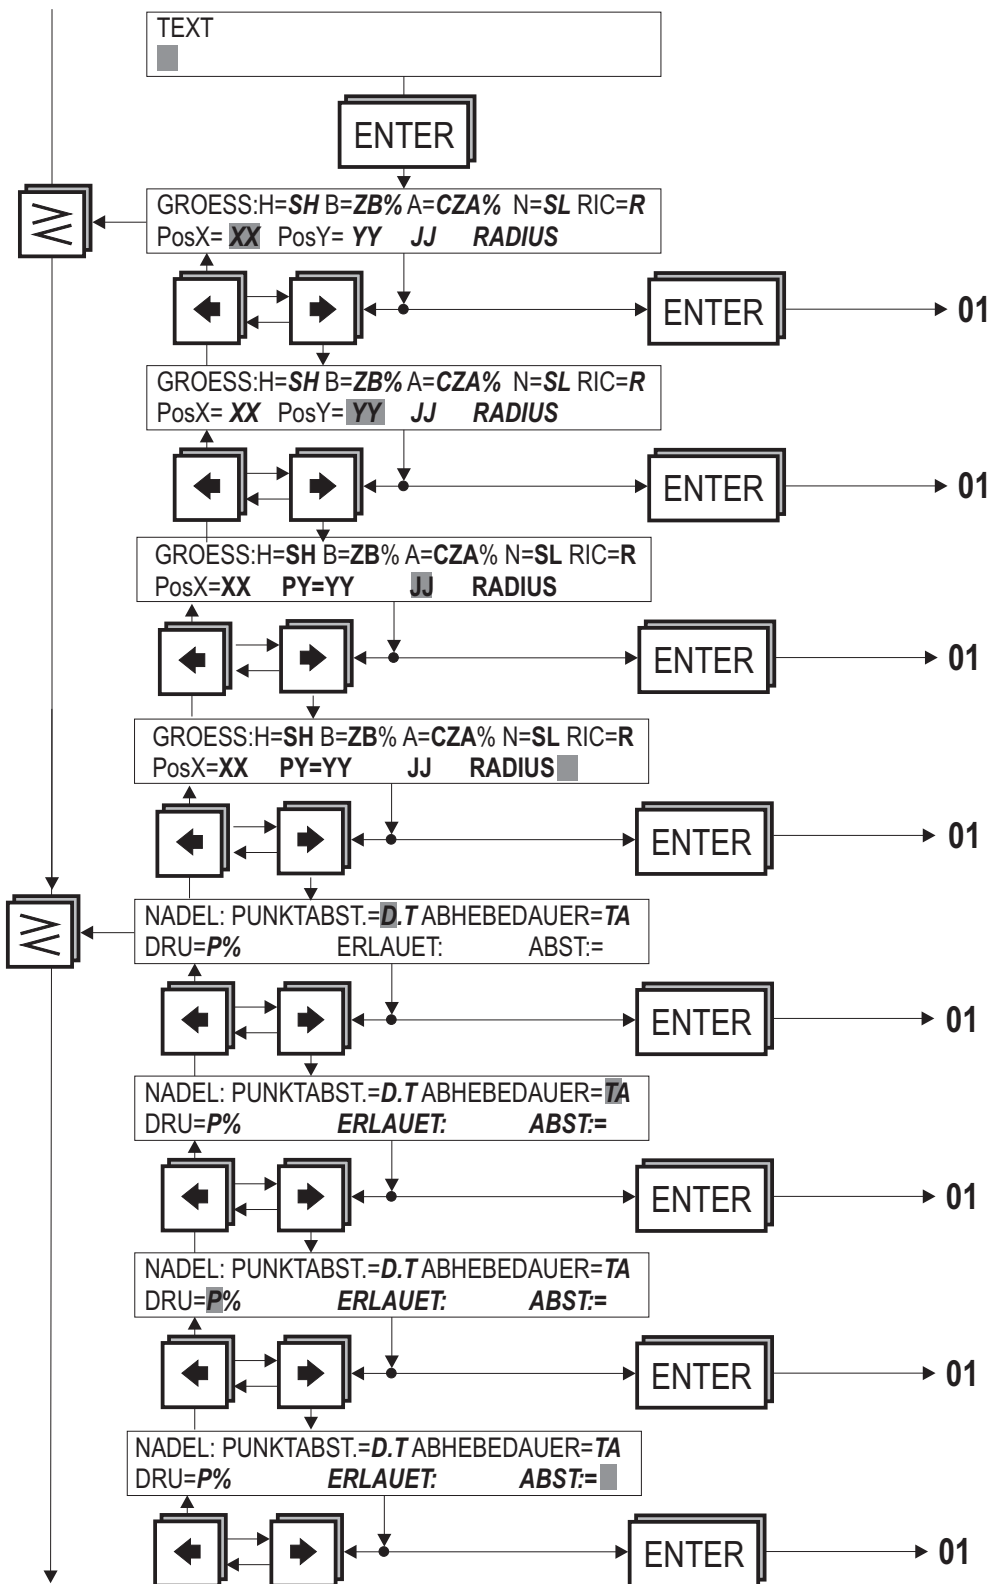 TEXT
ENTER
GROESS:H=SH B=ZB% A=CZA% N=SL RIC=R
PosX= XX PosY= YY JJ RADIUS
ENTER 01
GROESS:H=SH B=ZB% A=CZA% N=SL RIC=R
PosX= XX PosY= YY JJ RADIUS
ENTER 01
GROESS:H=SH B=ZB% A=CZA% N=SL RIC=R
PosX=XX PY=YY JJ RADIUS
ENTER 01
GROESS:H=SH B=ZB% A=CZA% N=SL RIC=R
PosX=XX PY=YY JJ RADIUS
ENTER 01
NADEL: PUNKTABST.=D.T ABHEBEDAUER=TA
DRU=P% ERLAUET: ABST:=
ENTER 01
NADEL: PUNKTABST.=D.T ABHEBEDAUER=TA
DRU=P% ERLAUET: ABST:=
ENTER 01
NADEL: PUNKTABST.=D.T ABHEBEDAUER=TA
DRU=P% ERLAUET: ABST:=
ENTER 01
NADEL: PUNKTABST.=D.T ABHEBEDAUER=TA
DRU=P% ERLAUET: ABST:=
ENTER 01